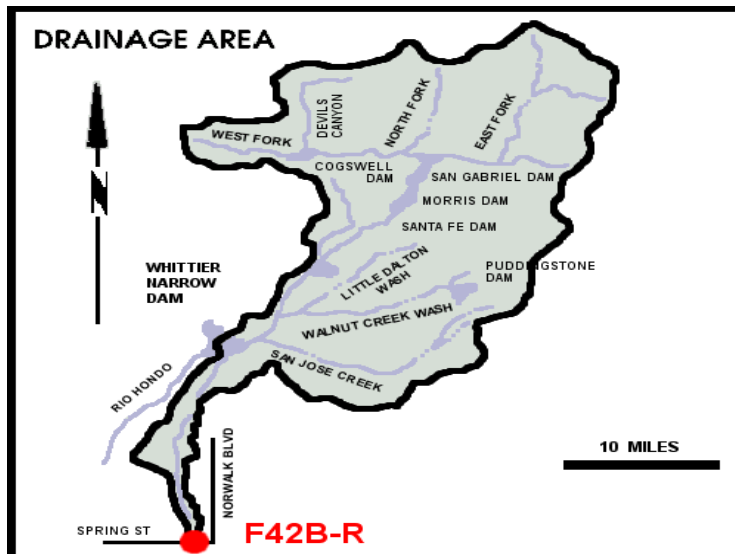 DRAINAGE AREA
DEVILS
CANYON
NORTH FORK
EAST FORK
WEST FORK
COGSWELL
DAM
SAN GABRIEL DAM
MORRIS DAM
SANTA FE DAM
N
WHITTIER
NARROW
DAM
LITTLE DALTON
WASH
PUDDINGSTONE
DAM
WALNUT CREEK WASH
SAN JOSE CREEK
RIO HONDO
NORWALK BLVD
10 MILES
SPRING ST
F42B-R